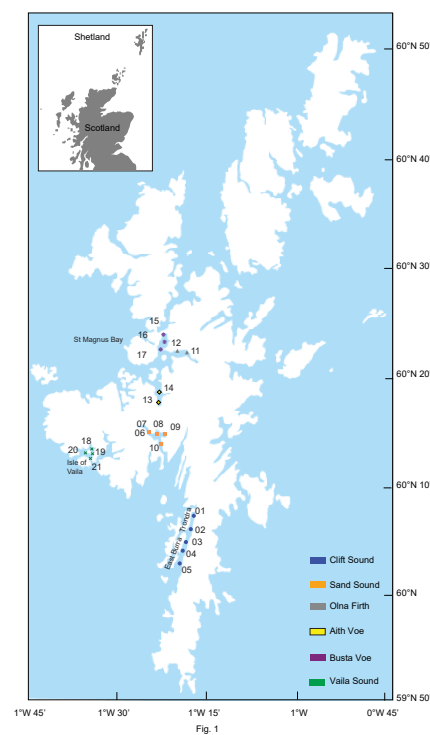 Shetland
Scotland
60°N 50'
60°N 40'
60°N 30'
60°N 20'
60°N 10'
60°N
59°N 50'
15
16
St Magnus Bay
12
17
11
14
13
07
08
09
06
10
18
20
19
Isle of
Vaila
21
01
Trondra
02
03
East Burra
04
05
Clift Sound
Sand Sound
Olna Firth
Aith Voe
Busta Voe
Vaila Sound
1°W 45'
1°W 30'
1°W 15'
1°W
0°W 45'
Fig. 1